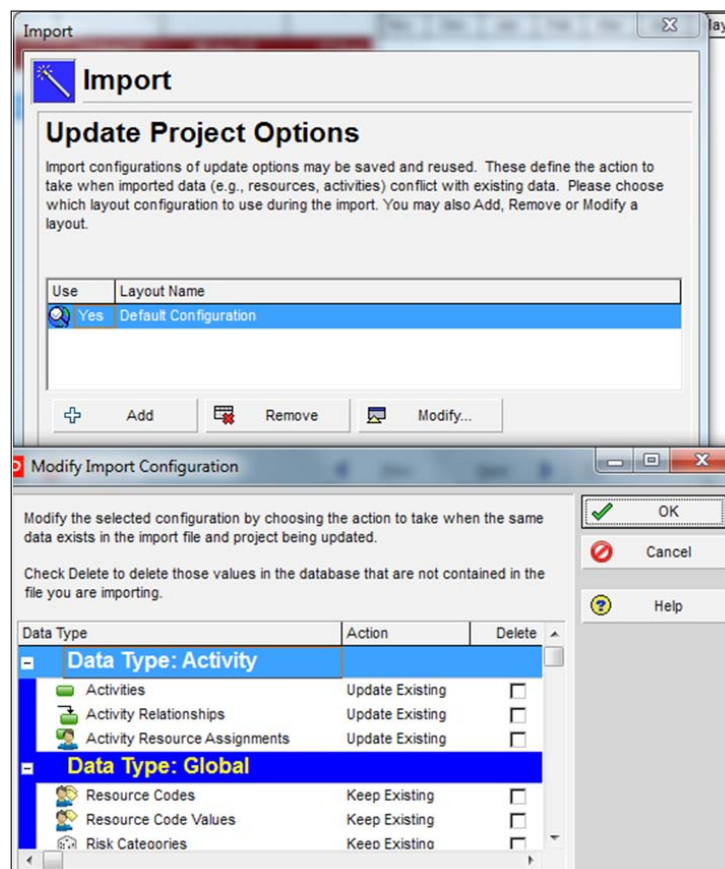 Import
Import
Update Project Options
Import configurations of update options may be saved and reused. These define the action to
take when imported data (e.g., resources, activities) conflict with existing data. Please choose
which layout configuration to use during the import. You may also Add, Remove or Modify a
layout.
Use Layout Name
Yes Default Configuration
Add Remove Modify...
Modify Import Configuration
Modify the selected configuration by choosing the action to take when the same
data exists in the import file and project being updated.
Check Delete to delete those values in the database that are not contained in the
file you are importing.
OK
Cancel
Help
Data Type Action Delete
Data Type: Activity
Activities Update Existing
Activity Relationships Update Existing
Activity Resource Assignments Update Existing
Data Type: Global
Resource Codes Keep Existing
Resource Code Values Keep Existing
Risk Categories Keep Existing